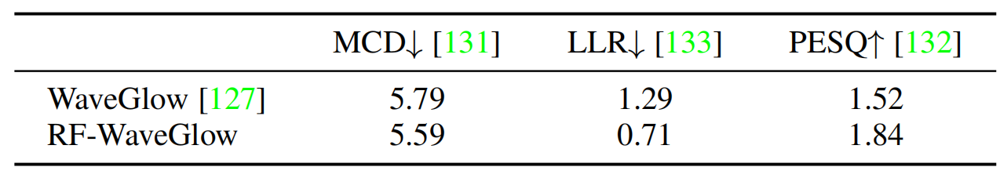 MCD↓ [131] LLR↓ [133] PESQ↑ [132]
WaveGlow [127] 5.79 1.29 1.52
RF-WaveGlow 5.59 0.71 1.84